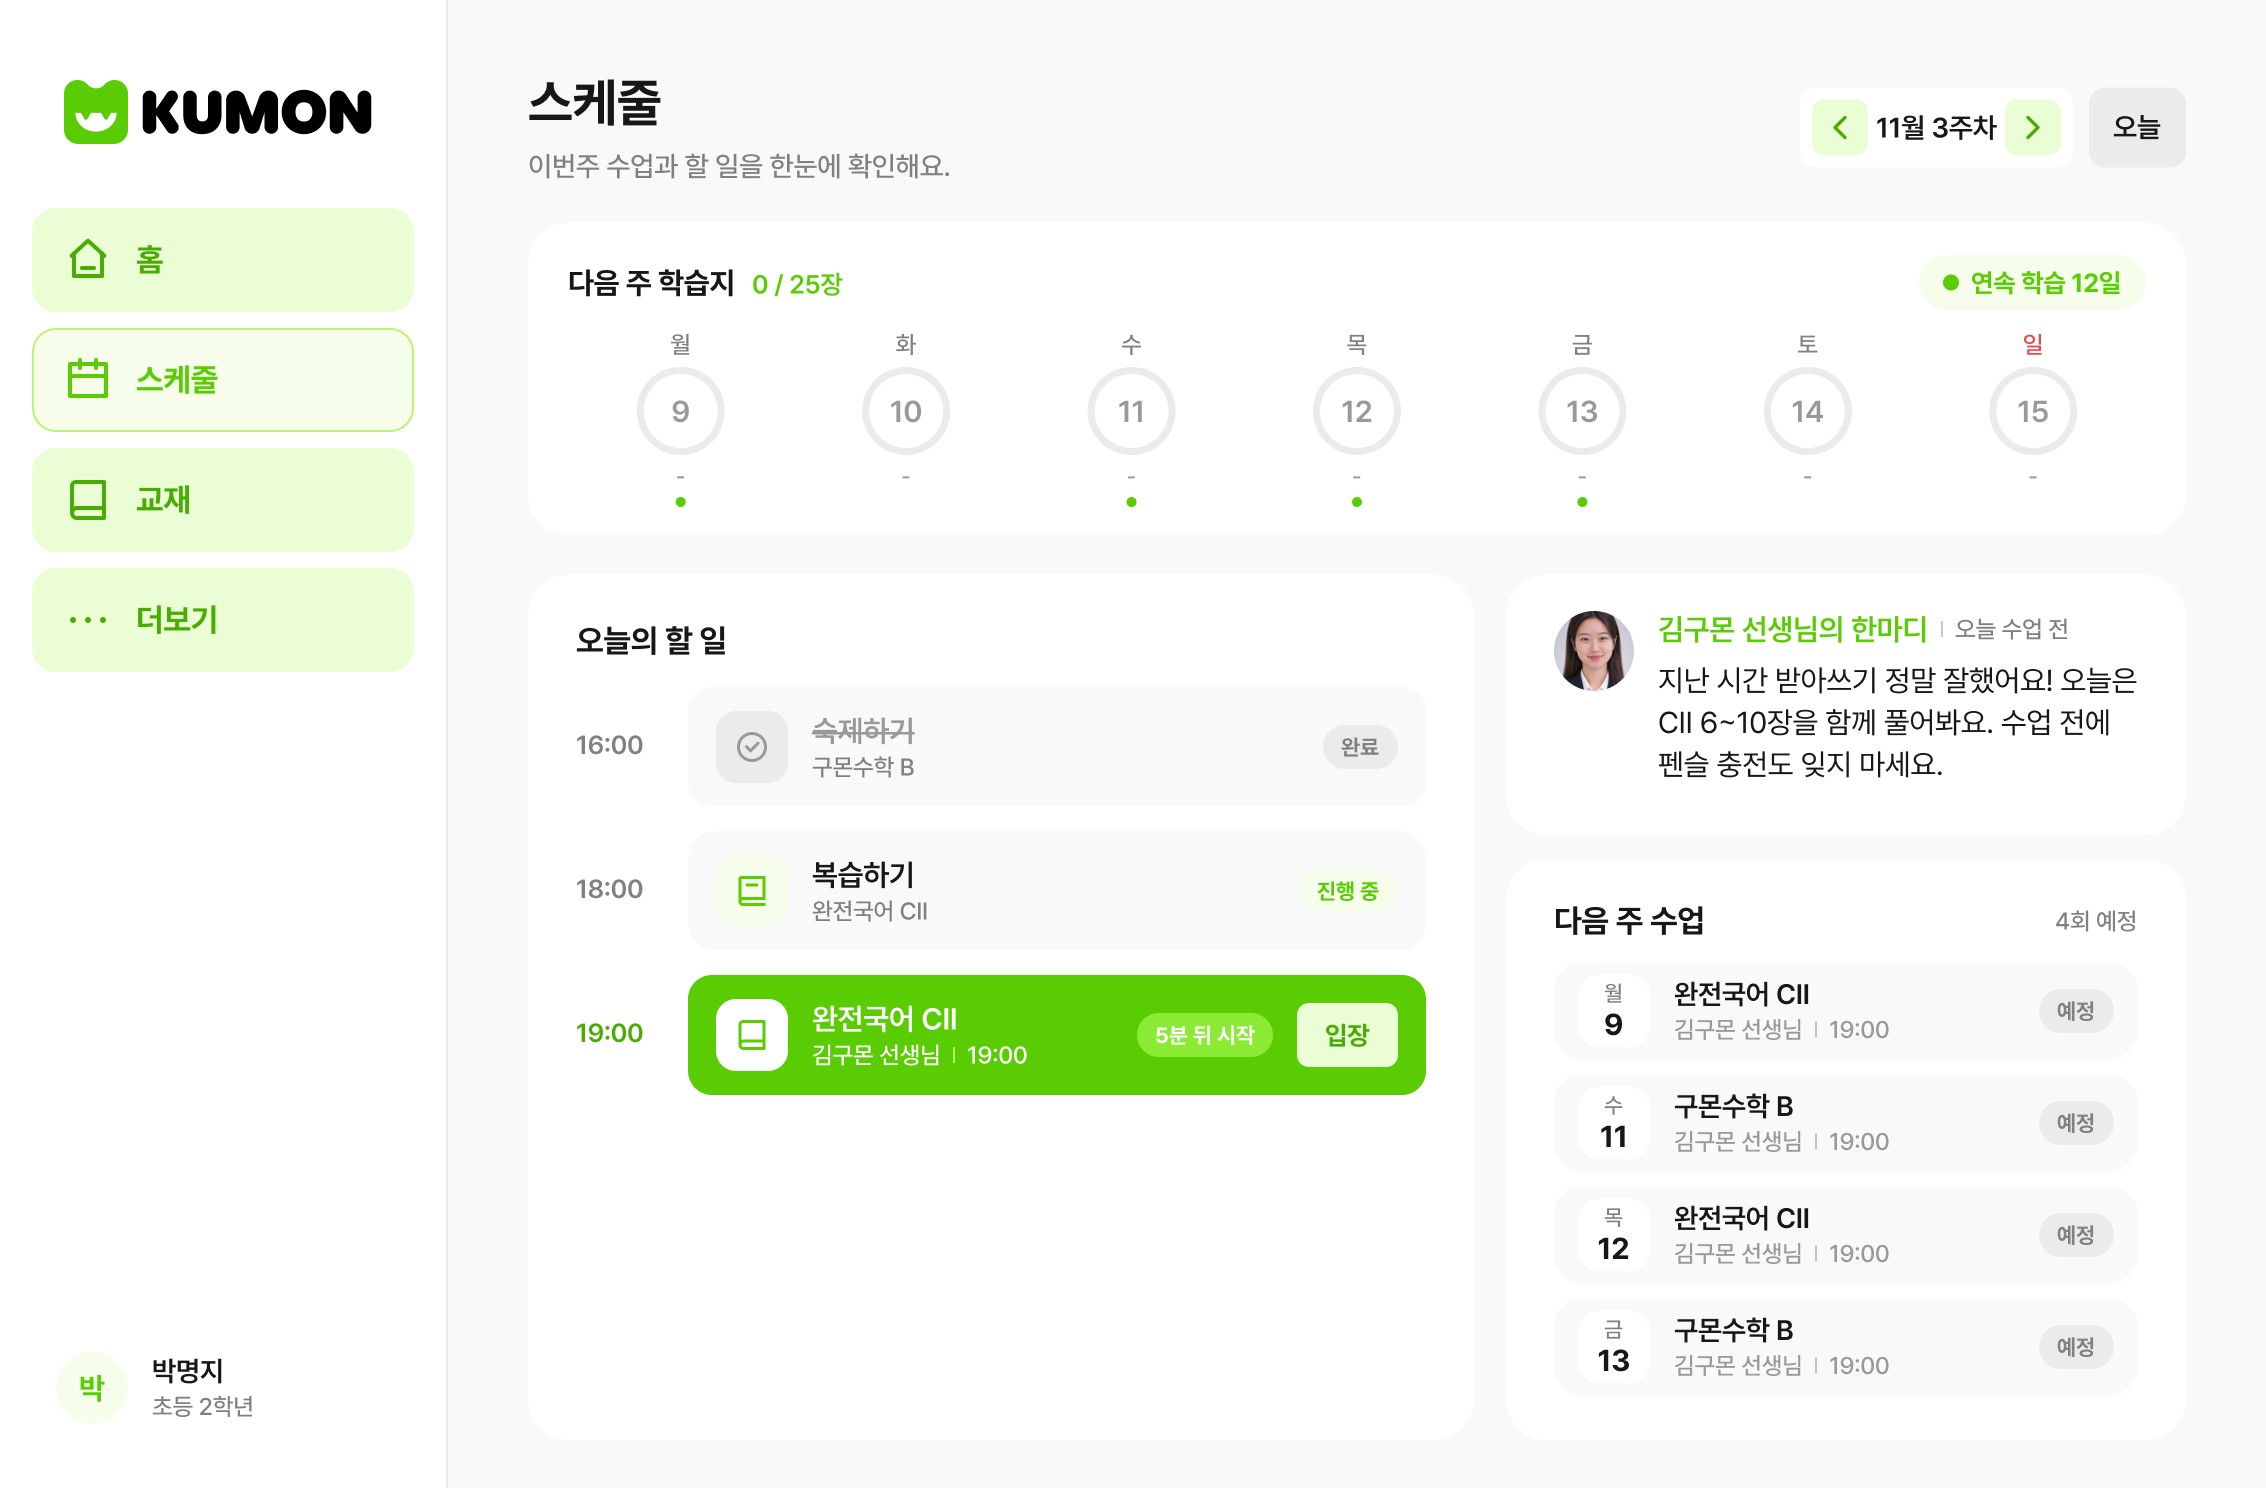 KUMON
홈
스케줄
교재
더보기
박
박명지
초등 2학년
스케줄
이번주 수업과 할 일을 한눈에 확인해요.
11월 3주차
오늘
다음 주 학습지 0 / 25장
연속 학습 12일
월 화 수 목 금 토 일
9 10 11 12 13 14 15
- - - - - - -
오늘의 할 일
16:00
숙제하기
구몬수학 B
완료
18:00
복습하기
완전국어 CII
진행 중
19:00
완전국어 CII
김구몬 선생님 | 19:00
5분 뒤 시작
입장
김구몬 선생님의 한마디 | 오늘 수업 전
지난 시간 받아쓰기 정말 잘했어요! 오늘은
CII 6~10장을 함께 풀어봐요. 수업 전에
펜슬 충전도 잊지 마세요.
다음 주 수업
4회 예정
월
9
완전국어 CII
김구몬 선생님 | 19:00
예정
수
11
구몬수학 B
김구몬 선생님 | 19:00
예정
목
12
완전국어 CII
김구몬 선생님 | 19:00
예정
금
13
구몬수학 B
김구몬 선생님 | 19:00
예정